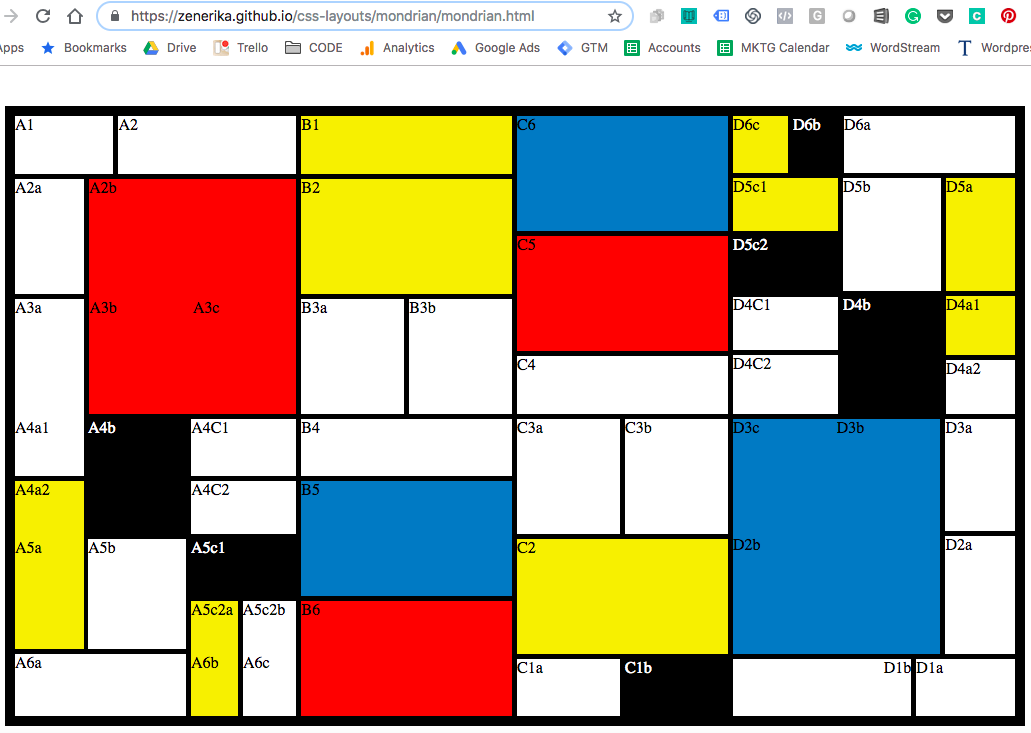 https://zenerika.github.io/css-layouts/mondrian/mondrian.html
pps Bookmarks Drive Trello CODE Analytics Google Ads GTM Accounts MKTG Calendar WordStream Wordpres
A1 A2 B1 C6 D6c D6b D6a
A2a A2b B2 D5c1 D5b D5a
C5 D5c2
A3a A3b A3c B3a B3b D4C1 D4b D4a1
C4 D4C2 D4a2
A4a1 A4b A4C1 B4 C3a C3b D3c D3b D3a
A4a2 A4C2 B5
A5a A5b A5c1 C2 D2b D2a
A5c2a A5c2b B6
A6a A6b A6c C1a C1b D1b D1a